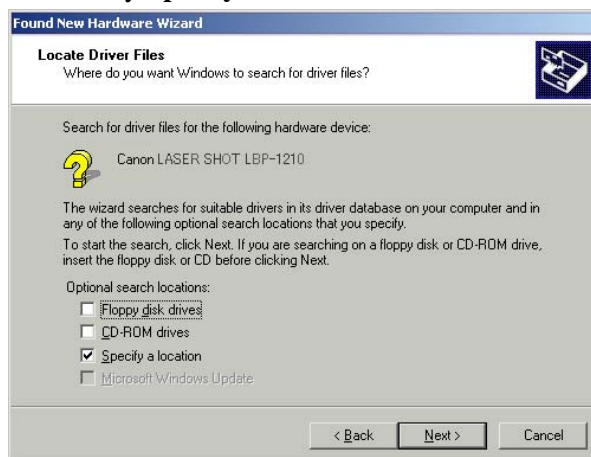 Found New Hardware Wizard
Locate Driver Files
Where do you want Windows to search for driver files?
Search for driver files for the following hardware device:
Canon LASER SHOT LBP-1210
The wizard searches for suitable drivers in its driver database on your computer and in
any of the following optional search locations that you specify.
To start the search, click Next. If you are searching on a floppy disk or CD-ROM drive,
insert the floppy disk or CD before clicking Next.
Optional search locations:
Floppy disk drives
CD-ROM drives
Specify a location
Microsoft Windows Update
< Back Next > Cancel